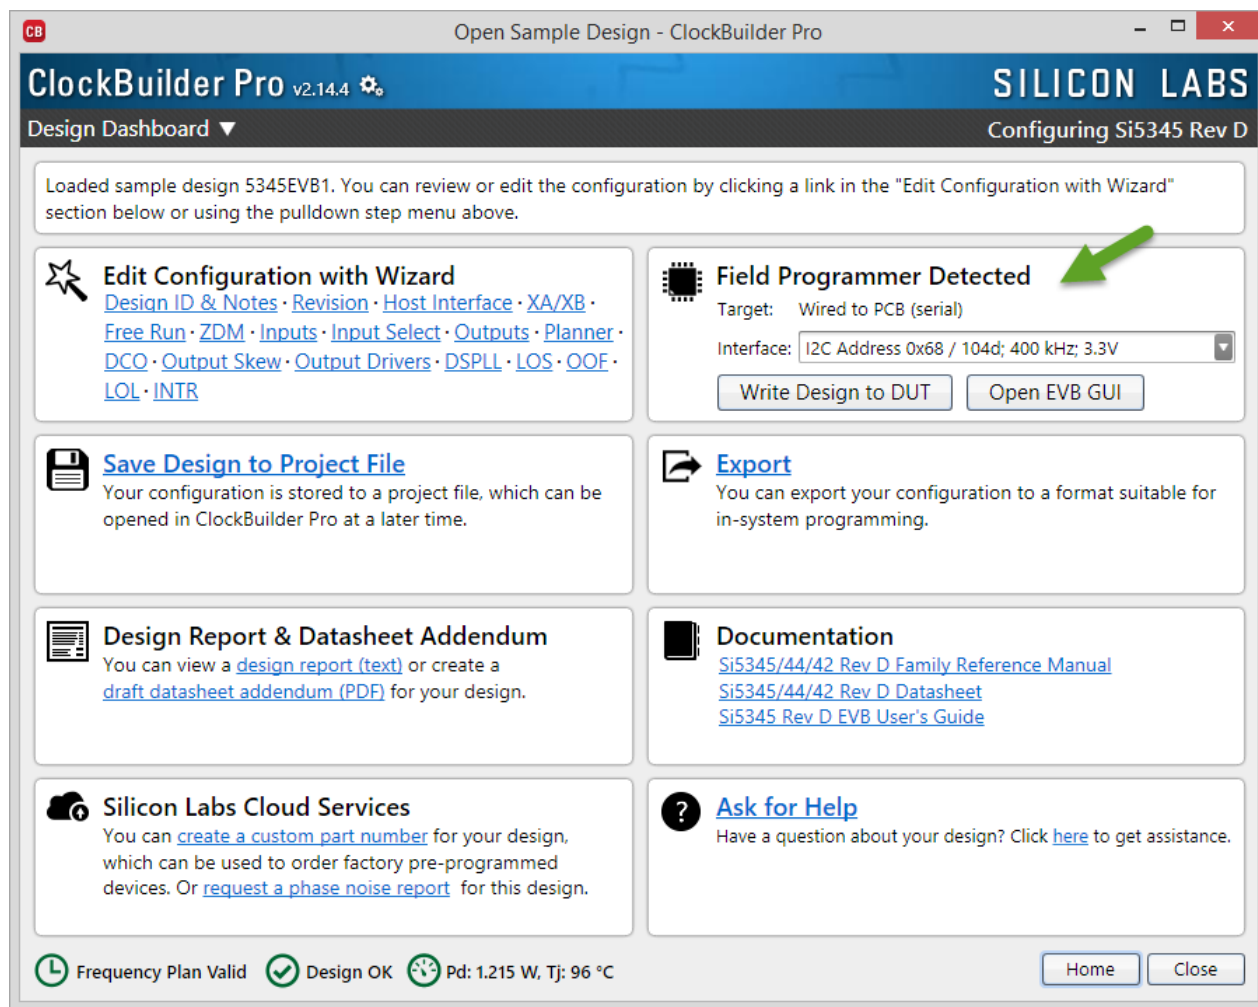 CB
Open Sample Design - ClockBuilder Pro
ClockBuilder Pro v2.14.4
SILICON LABS
Design Dashboard ▼
Configuring Si5345 Rev D
Loaded sample design 5345EVB1. You can review or edit the configuration by clicking a link in the "Edit Configuration with Wizard"
section below or using the pulldown step menu above.
Edit Configuration with Wizard
Design ID & Notes · Revision · Host Interface · XA/XB ·
Free Run · ZDM · Inputs · Input Select · Outputs · Planner ·
DCO · Output Skew · Output Drivers · DSPLL · LOS · OOF ·
LOL · INTR
Field Programmer Detected
Target: Wired to PCB (serial)
Interface: I2C Address 0x68 / 104d; 400 kHz; 3.3V
Write Design to DUT
Open EVB GUI
Save Design to Project File
Your configuration is stored to a project file, which can be
opened in ClockBuilder Pro at a later time.
Export
You can export your configuration to a format suitable for
in-system programming.
Design Report & Datasheet Addendum
You can view a design report (text) or create a
draft datasheet addendum (PDF) for your design.
Documentation
Si5345/44/42 Rev D Family Reference Manual
Si5345/44/42 Rev D Datasheet
Si5345 Rev D EVB User's Guide
Silicon Labs Cloud Services
You can create a custom part number for your design,
which can be used to order factory pre-programmed
devices. Or request a phase noise report for this design.
? Ask for Help
Have a question about your design? Click here to get assistance.
Frequency Plan Valid
Design OK
Pd: 1.215 W, Tj: 96 °C
Home
Close